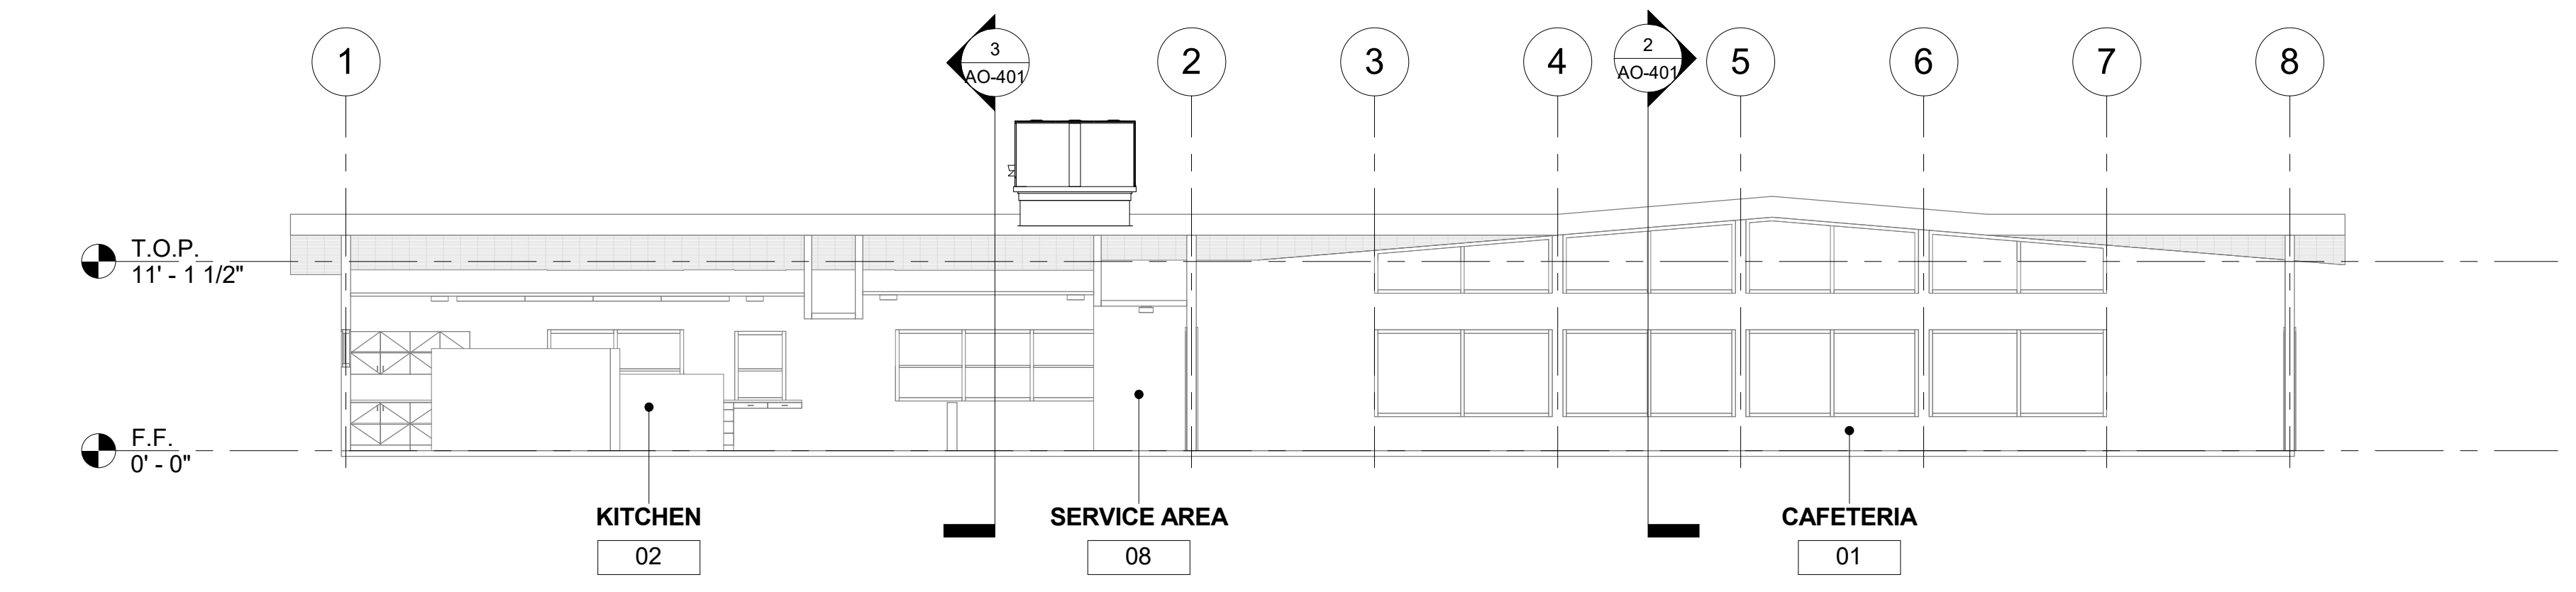 1
3
AO-401
2
3
4
2
AO-401
5
6
7
8
T.O.P.
11' - 1 1/2"
F.F.
0' - 0"
KITCHEN
02
SERVICE AREA
08
CAFETERIA
01